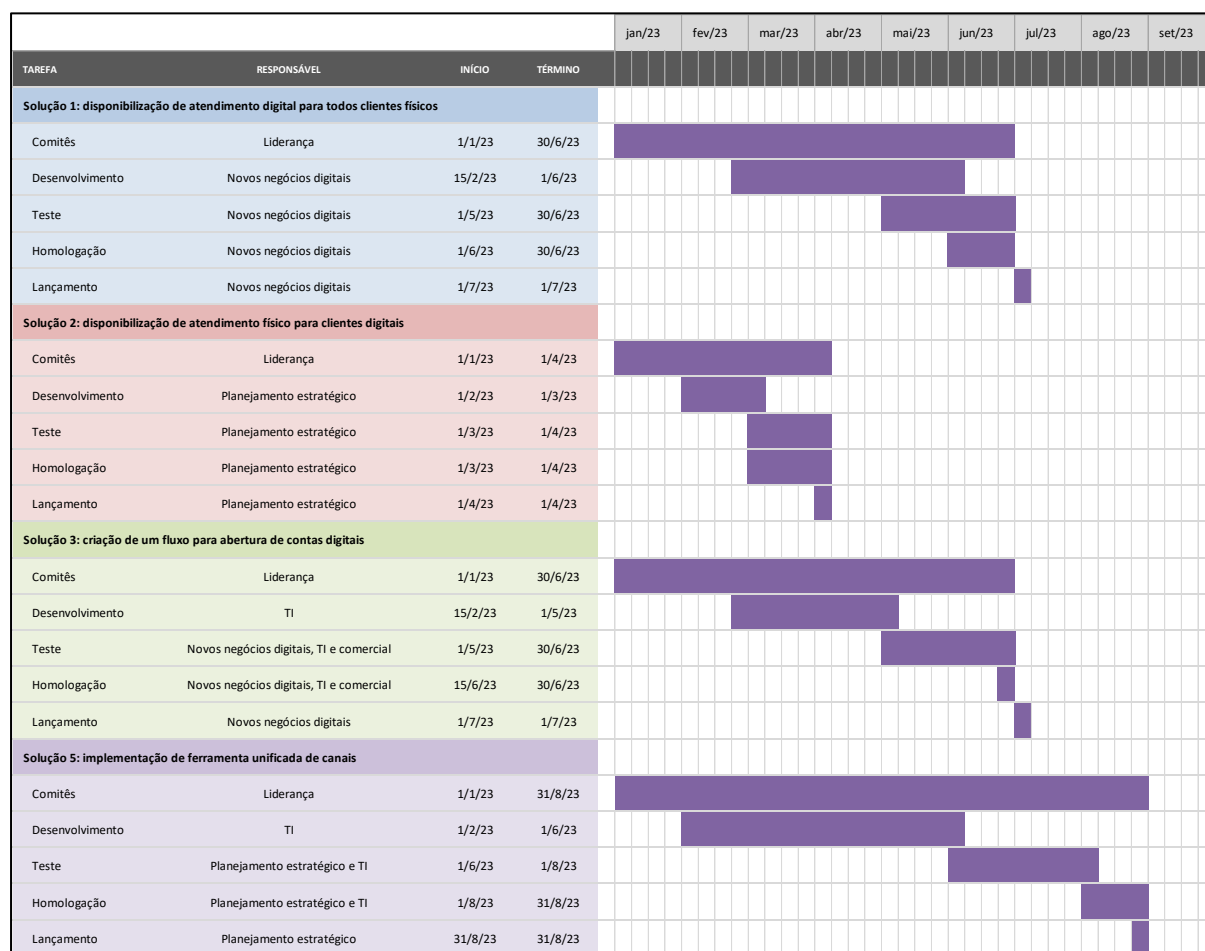 jan/23 fev/23 mar/23 abr/23 mai/23 jun/23 jul/23 ago/23 set/23
TAREFA RESPONSÁVEL INÍCIO TÉRMINO
Solução 1: disponibilização de atendimento digital para todos clientes físicos
Comitês Liderança 1/1/23 30/6/23
Desenvolvimento Novos negócios digitais 15/2/23 1/6/23
Teste Novos negócios digitais 1/5/23 30/6/23
Homologação Novos negócios digitais 1/6/23 30/6/23
Lançamento Novos negócios digitais 1/7/23 1/7/23
Solução 2: disponibilização de atendimento físico para clientes digitais
Comitês Liderança 1/1/23 1/4/23
Desenvolvimento Planejamento estratégico 1/2/23 1/3/23
Teste Planejamento estratégico 1/3/23 1/4/23
Homologação Planejamento estratégico 1/3/23 1/4/23
Lançamento Planejamento estratégico 1/4/23 1/4/23
Solução 3: criação de um fluxo para abertura de contas digitais
Comitês Liderança 1/1/23 30/6/23
Desenvolvimento TI 15/2/23 1/5/23
Teste Novos negócios digitais, TI e comercial 1/5/23 30/6/23
Homologação Novos negócios digitais, TI e comercial 15/6/23 30/6/23
Lançamento Novos negócios digitais 1/7/23 1/7/23
Solução 5: implementação de ferramenta unificada de canais
Comitês Liderança 1/1/23 31/8/23
Desenvolvimento TI 1/2/23 1/6/23
Teste Planejamento estratégico e TI 1/6/23 1/8/23
Homologação Planejamento estratégico e TI 1/8/23 31/8/23
Lançamento Planejamento estratégico 31/8/23 31/8/23